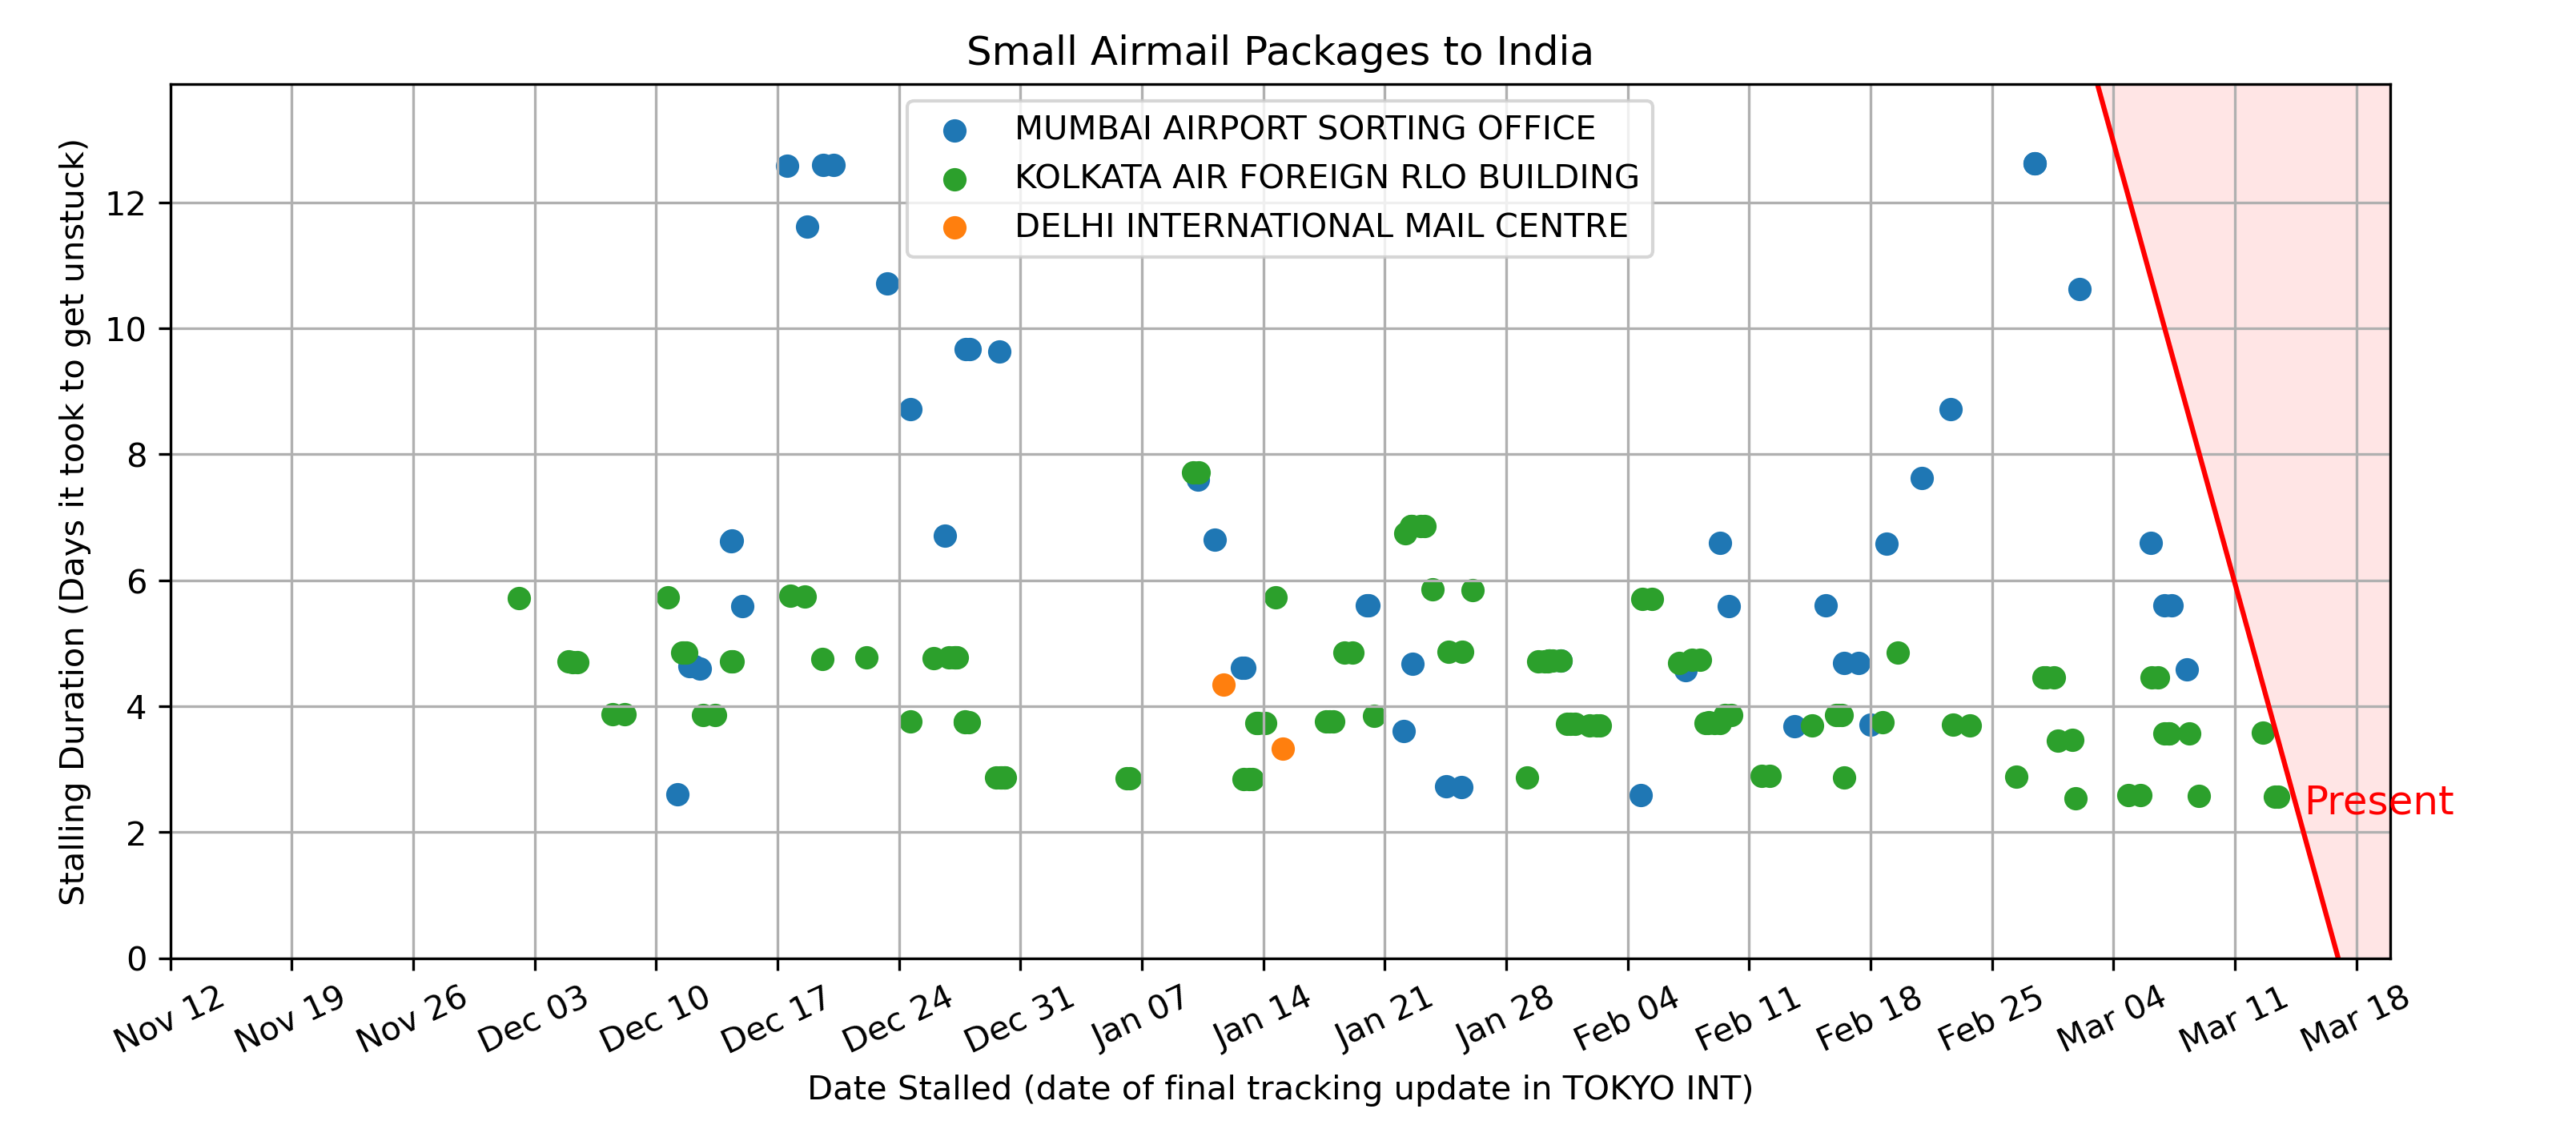 Small Airmail Packages to India
MUMBAI AIRPORT SORTING OFFICE
KOLKATA AIR FOREIGN RLO BUILDING
DELHI INTERNATIONAL MAIL CENTRE
Stalling Duration (Days it took to get unstuck)
12
10
8
6
4
2
0
Present
Nov 12
Nov 19
Nov 26
Dec 03
Dec 10
Dec 17
Dec 24
Dec 31
Jan 07
Jan 14
Jan 21
Jan 28
Feb 04
Feb 11
Feb 18
Feb 25
Mar 04
Mar 11
Mar 18
Date Stalled (date of final tracking update in TOKYO INT)